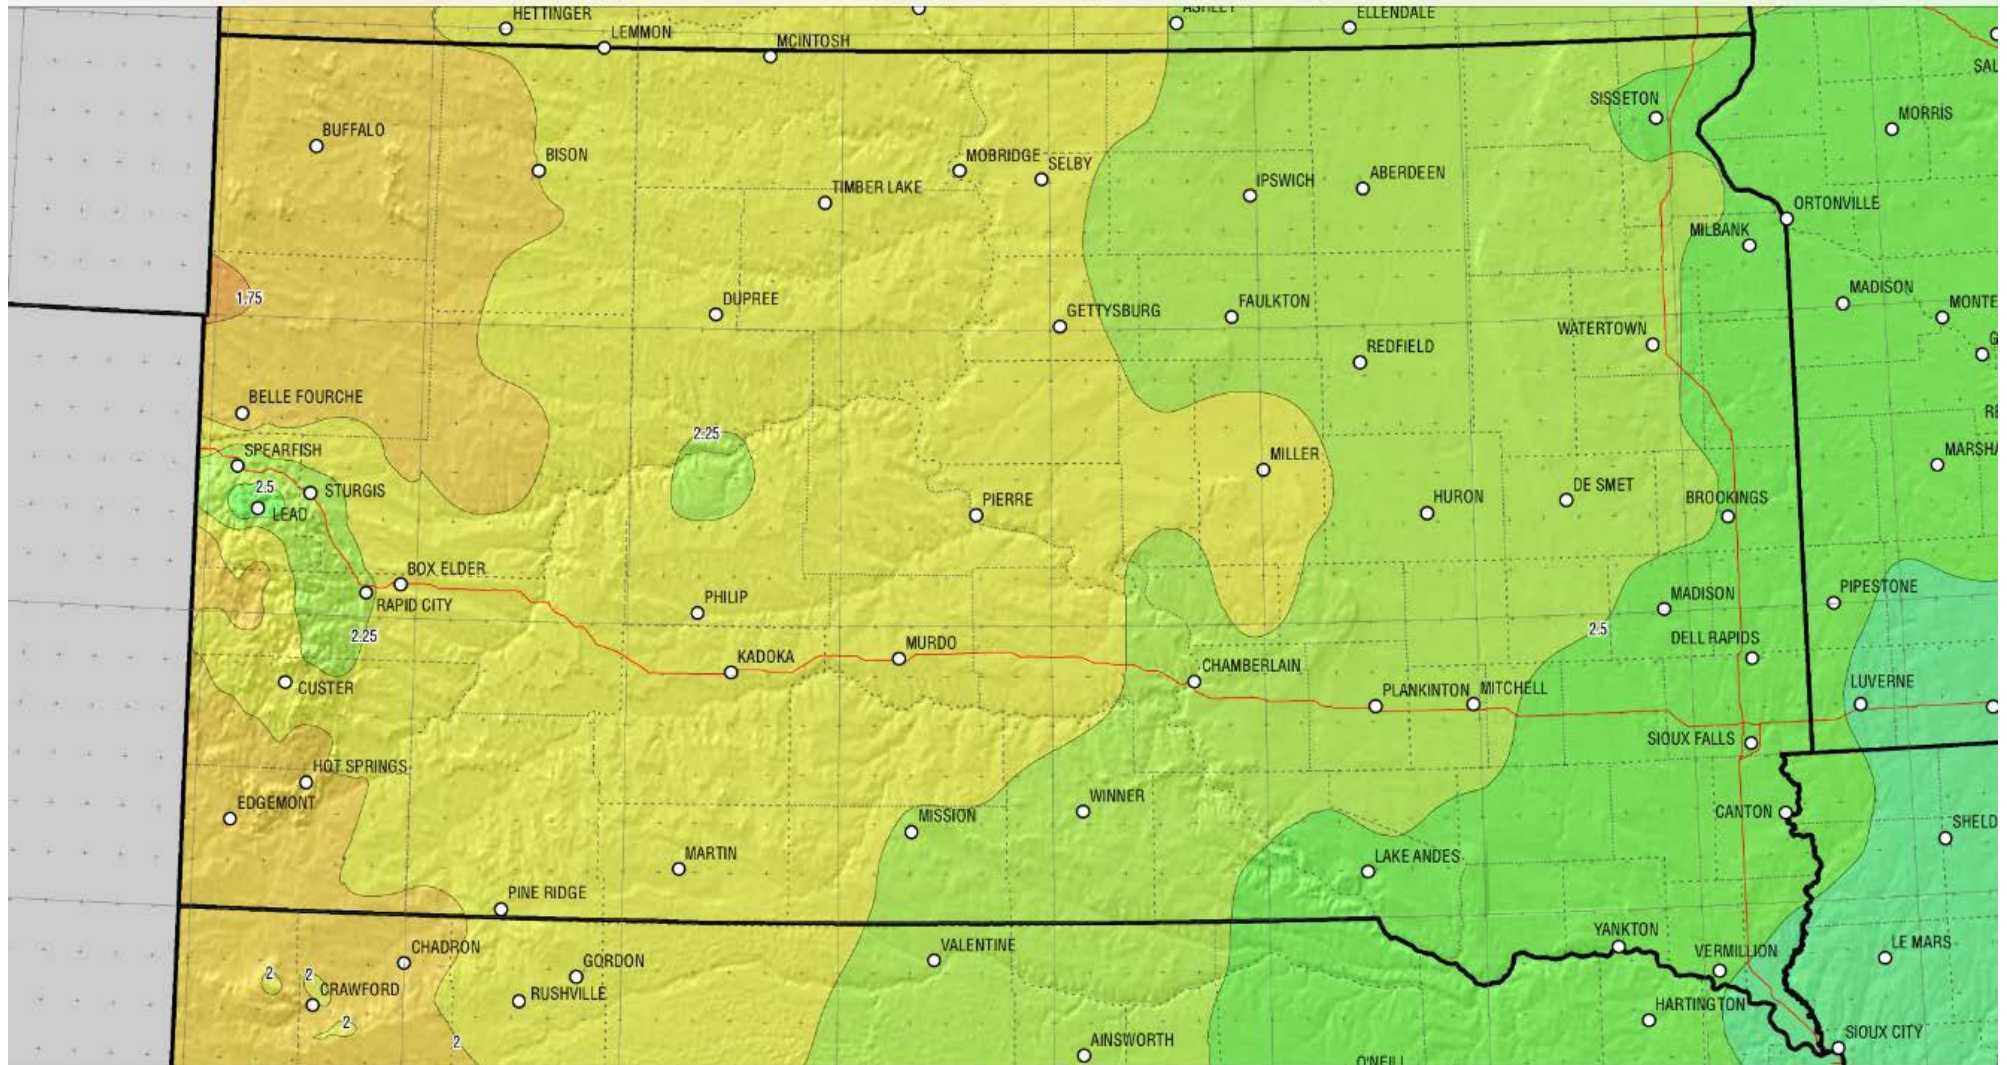 HETTINGER
LEMMON
MCINTOSH
ASHLEY
ELLENDALE
SISSETON
MORRIS
BUFFALO
BISON
MOBRIDGE
SELBY
TIMBER LAKE
IPSWICH
ABERDEEN
ORTONVILLE
MILBANK
1.75
DUPREE
GETTYSBURG
FAULKTON
MADISON
MONTE
WATERTOWN
REDFIELD
BELLE FOURCHE
2.25
SPEARFISH
MILLER
MARSHA
2.5
STURGIS
LEAD
PIERRE
HURON
DE SMET
BROOKINGS
BOX ELDER
RAPID CITY
PHILIP
MADISON
PIPESTONE
2.25
2.5
DELL RAPIDS
KADOKA
MURDO
CHAMBERLAIN
CUSTER
PLANKINTON
MITCHELL
LUVERNE
SIOUX FALLS
HOT SPRINGS
EDGEMONT
WINNER
MISSION
CANTON
SHELD
MARTIN
LAKE ANDES
PINE RIDGE
YANKTON
CHADRON
GORDON
VALENTINE
VERMILLION
LE MARS
2
2
CRAWFORD
RUSHVILLE
HARTINGTON
2
2
AINSWORTH
SIOUX CITY
O'NEILL